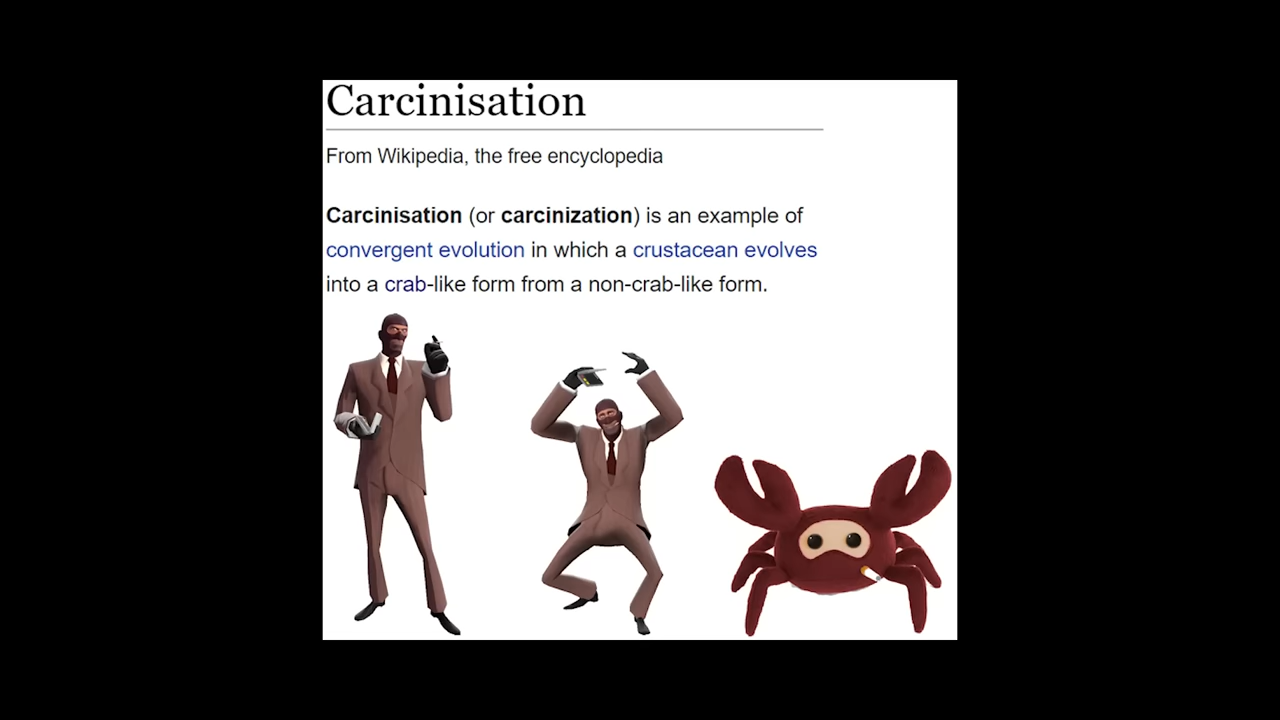 Carcinisation
From Wikipedia, the free encyclopedia
Carcinisation (or carcinization) is an example of
convergent evolution in which a crustacean evolves
into a crab-like form from a non-crab-like form.